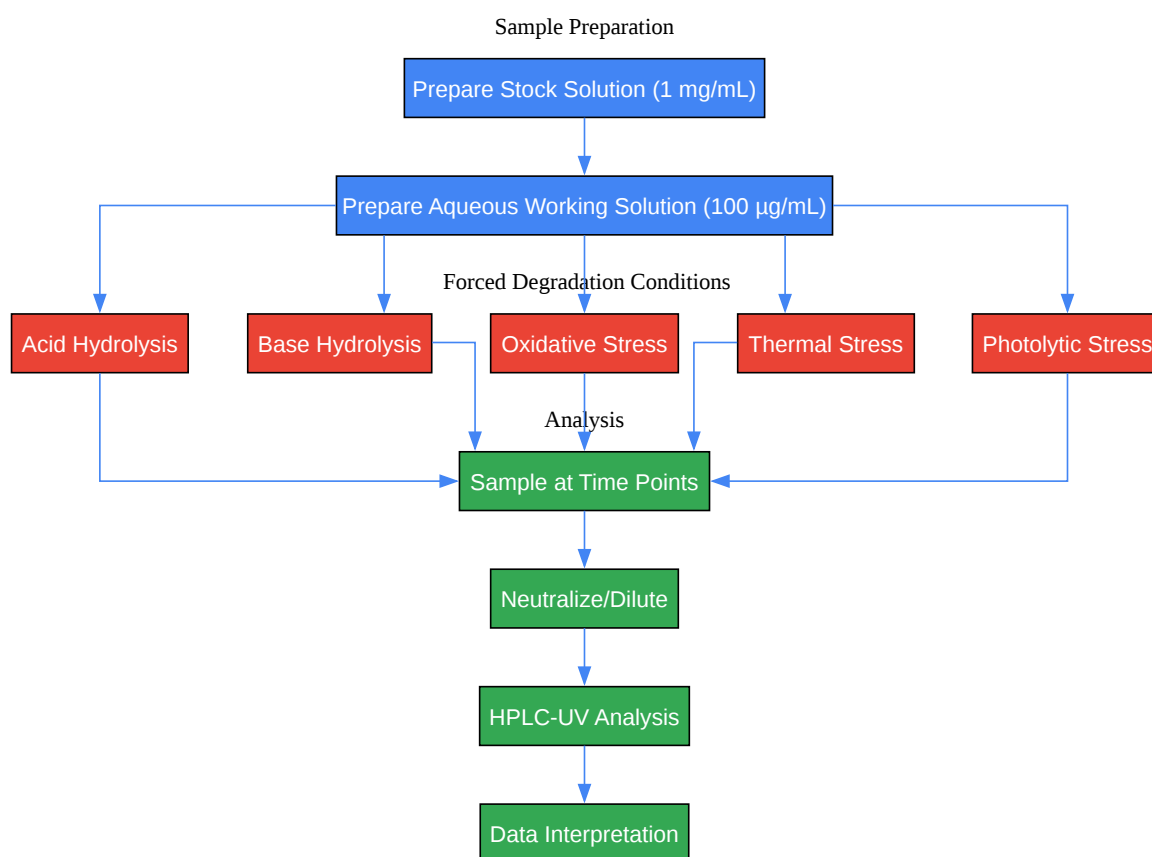 Sample Preparation
Prepare Stock Solution (1 mg/mL)
Prepare Aqueous Working Solution (100 µg/mL)
Forced Degradation Conditions
Acid Hydrolysis
Base Hydrolysis
Oxidative Stress
Thermal Stress
Photolytic Stress
Analysis
Sample at Time Points
Neutralize/Dilute
HPLC-UV Analysis
Data Interpretation